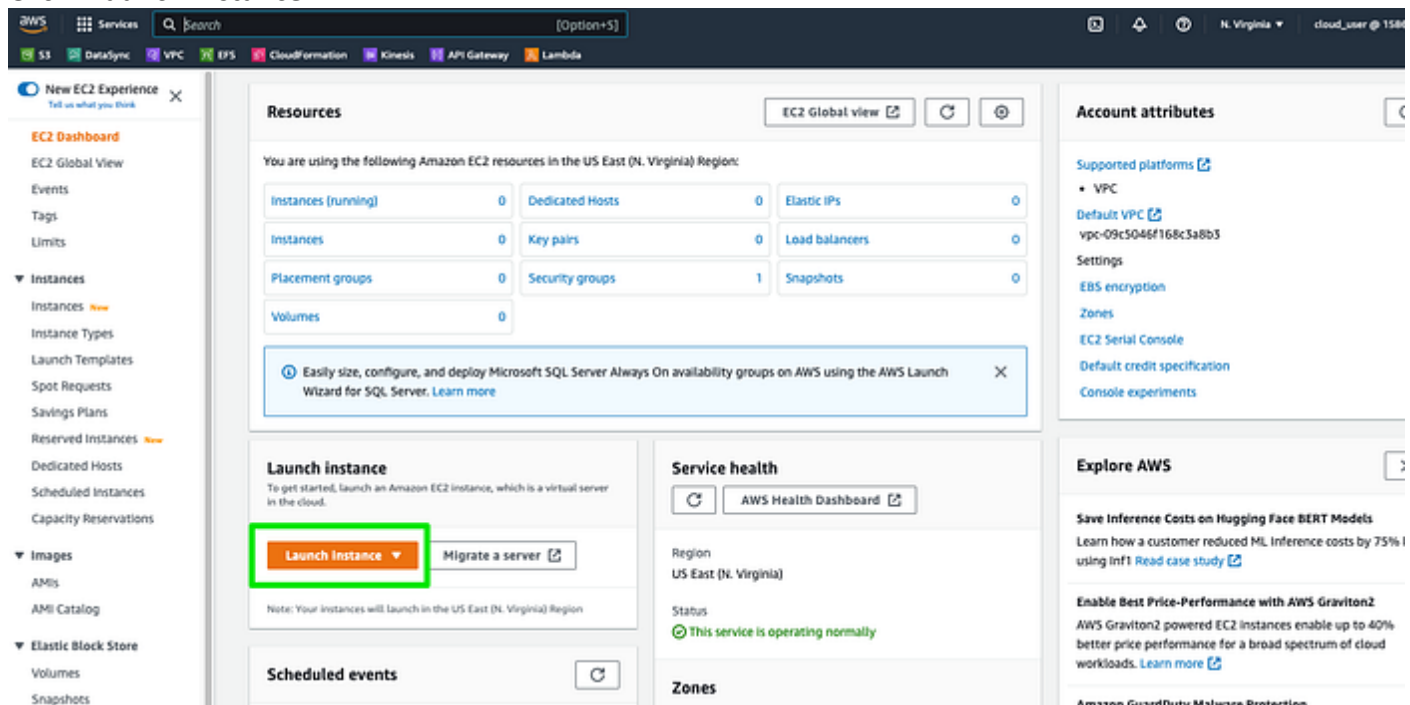 aws Services Search [Option+S] N. Virginia ▼ cloud_user @ 1586
S3 DataSync VPC EFS CloudFormation Kinesis API Gateway Lambda
New EC2 Experience
Tell us what you think
EC2 Dashboard
EC2 Global View
Events
Tags
Limits
▼ Instances
Instances New
Instance Types
Launch Templates
Spot Requests
Savings Plans
Reserved Instances New
Dedicated Hosts
Scheduled Instances
Capacity Reservations
▼ Images
AMIs
AMI Catalog
▼ Elastic Block Store
Volumes
Snapshots
Resources
EC2 Global view
You are using the following Amazon EC2 resources in the US East (N. Virginia) Region:
Instances (running) 0 Dedicated Hosts 0 Elastic IPs 0
Instances 0 Key pairs 0 Load balancers 0
Placement groups 0 Security groups 1 Snapshots 0
Volumes 0
Easily size, configure, and deploy Microsoft SQL Server Always On availability groups on AWS using the AWS Launch
Wizard for SQL Server. Learn more
Launch instance
To get started, launch an Amazon EC2 instance, which is a virtual server
in the cloud.
Launch Instance ▼ Migrate a server
Note: Your instances will launch in the US East (N. Virginia) Region
Scheduled events
Service health
AWS Health Dashboard
Region
US East (N. Virginia)
Status
This service is operating normally
Zones
Account attributes
Supported platforms
• VPC
Default VPC
vpc-09c5046f168c3a8b3
Settings
EBS encryption
Zones
EC2 Serial Console
Default credit specification
Console experiments
Explore AWS
Save Inference Costs on Hugging Face BERT Models
Learn how a customer reduced ML Inference costs by 75%
using Inf1 Read case study
Enable Best Price-Performance with AWS Graviton2
AWS Graviton2 powered EC2 Instances enable up to 40%
better price performance for a broad spectrum of cloud
workloads. Learn more
Amazon GuardDuty Malware Protection